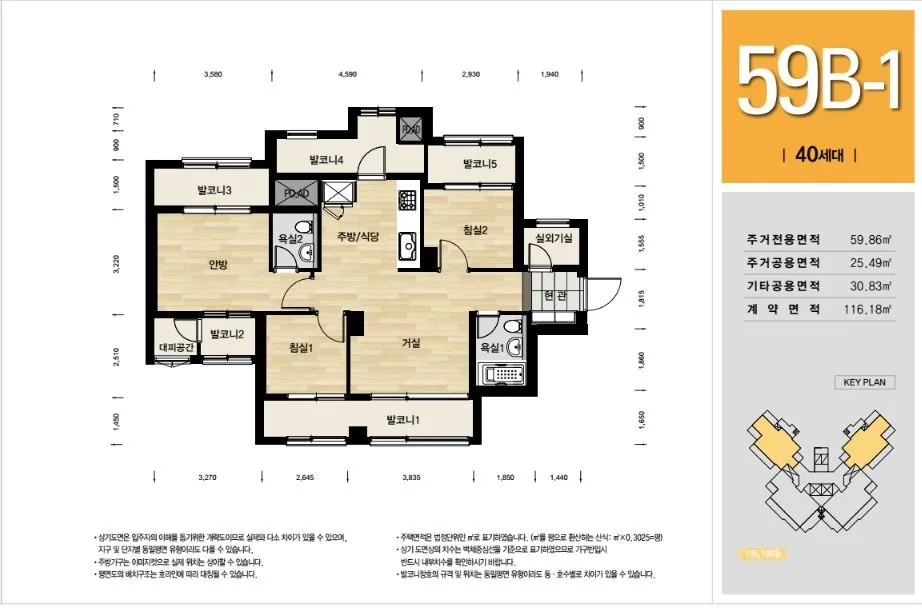 3,580
4,590
2,930
1,940
710
900
1,500
3,220
2,510
1,450
900
1,500
1,010
1,555
1,815
1,860
1,650
PD,AD
발코니4
발코니5
발코니3
PD,AD
욕실2
주방/식당
침실2
실외기실
안방
현관
대피공간
발코니2
침실1
거실
욕실1
발코니1
3,270
2,645
3,835
1,850
1,440
59B-1
| 40세대 |
주거전용면적 59.86㎡
주거공용면적 25.49㎡
기타공용면적 30.83㎡
계 약 면 적 116.18㎡
KEY PLAN
105, 106동
• 상기도면은 입주자의 이해를 돕기위한 개략도이므로 실제와 다소 차이가 있을 수 있으며,
지구 및 단지별 동일평면 유형이라도 다를 수 있습니다.
• 주방가구는 이미지컷으로 실제 위치는 상이할 수 있습니다.
• 평면도의 배치구조는 호라인에 따라 대칭될 수 있습니다.
• 주택면적은 법정단위인 ㎡로 표기하였습니다. (㎡를 평으로 환산하는 산식 : ㎡×0.3025=평)
• 상기 도면상의 치수는 벽체중심선을 기준으로 표기하였으므로 가구반입시
반드시 내부치수를 확인하시기 바랍니다.
• 발코니창호의 규격 및 위치는 동일평면 유형이라도 동 · 호수별로 차이가 있을 수 있습니다.